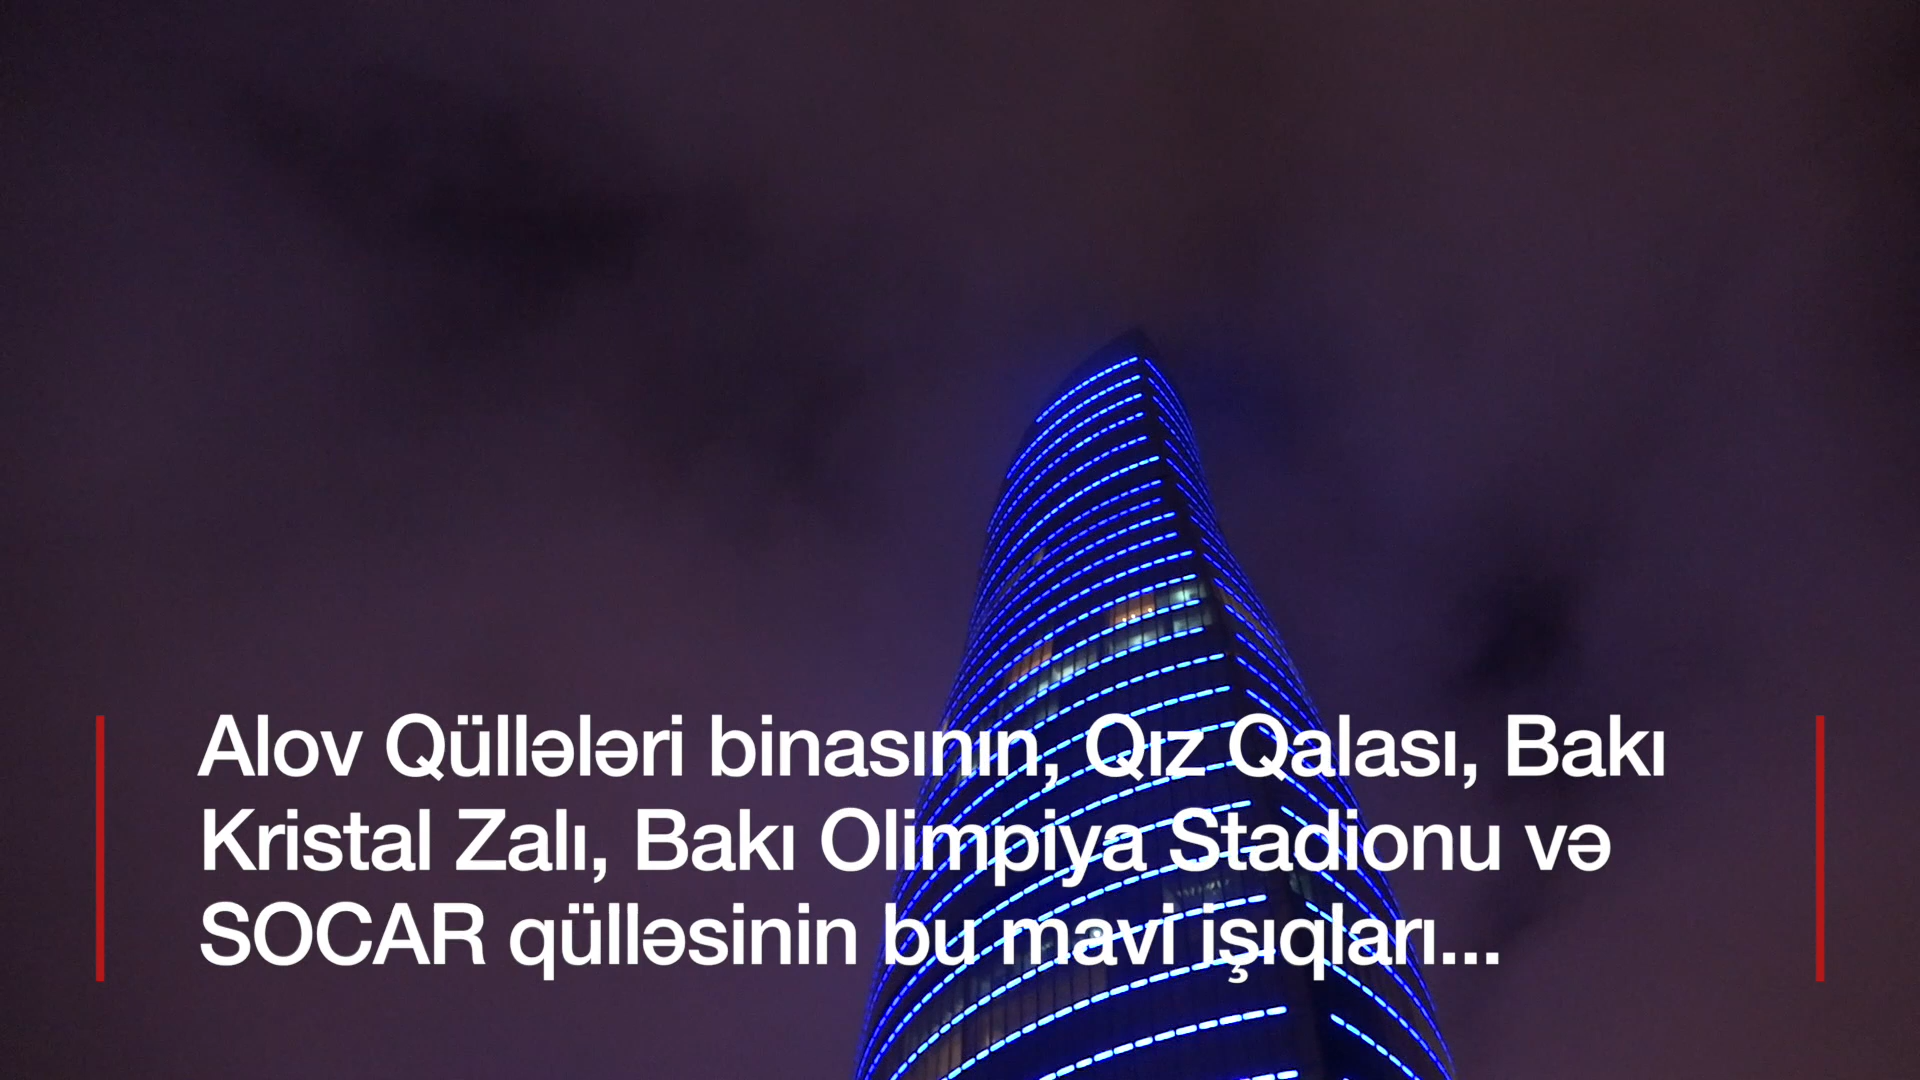 Alov Qüllələri binasının, Qız Qalası, Bakı
Kristal Zalı, Bakı Olimpiya Stadionu və
SOCAR qülləsinin bu mavi işıqları...